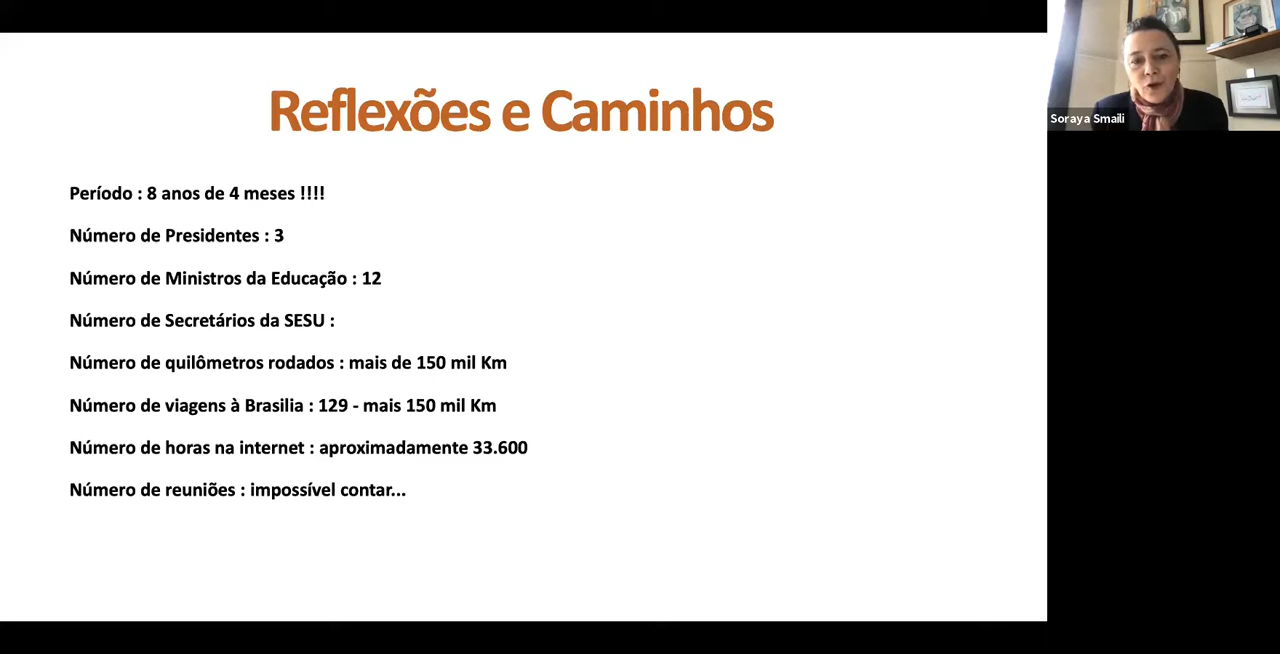 Reflexões e Caminhos
Soraya Smaili
Período : 8 anos de 4 meses !!!!
Número de Presidentes : 3
Número de Ministros da Educação : 12
Número de Secretários da SESU :
Número de quilômetros rodados : mais de 150 mil Km
Número de viagens à Brasilia : 129 - mais 150 mil Km
Número de horas na internet : aproximadamente 33.600
Número de reuniões : impossível contar...